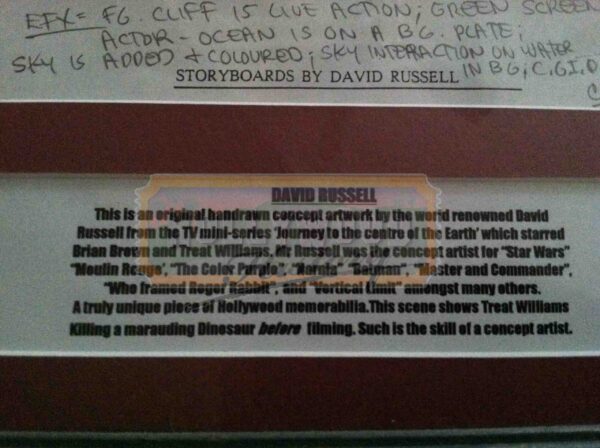 EFX = FG. CLIFF IS LIVE ACTION; GREEN SCREEN
ACTOR - OCEAN IS ON A BG. PLATE;
SKY IS ADDED + COLOURED; SKY INTERACTION ON WATER
IN BG; C.G.I.
STORYBOARDS BY DAVID RUSSELL
DAVID RUSSELL
This is an original handrawn concept artwork by the world renowned David
Russell from the TV mini-series 'Journey to the centre of the Earth' which starred
Brian Brown and Treat Williams. Mr Russell was the concept artist for "Star Wars"
"Moulin Rouge', "The Color Purple"; "Narnia" "Batman", "Master and Commander",
"Who framed Roger Rabbit", and "Vertical Limit" amongst many others.
A truly unique piece of Hollywood memorabilia.This scene shows Treat Williams
Killing a marauding Dinosaur before filming. Such is the skill of a concept artist.